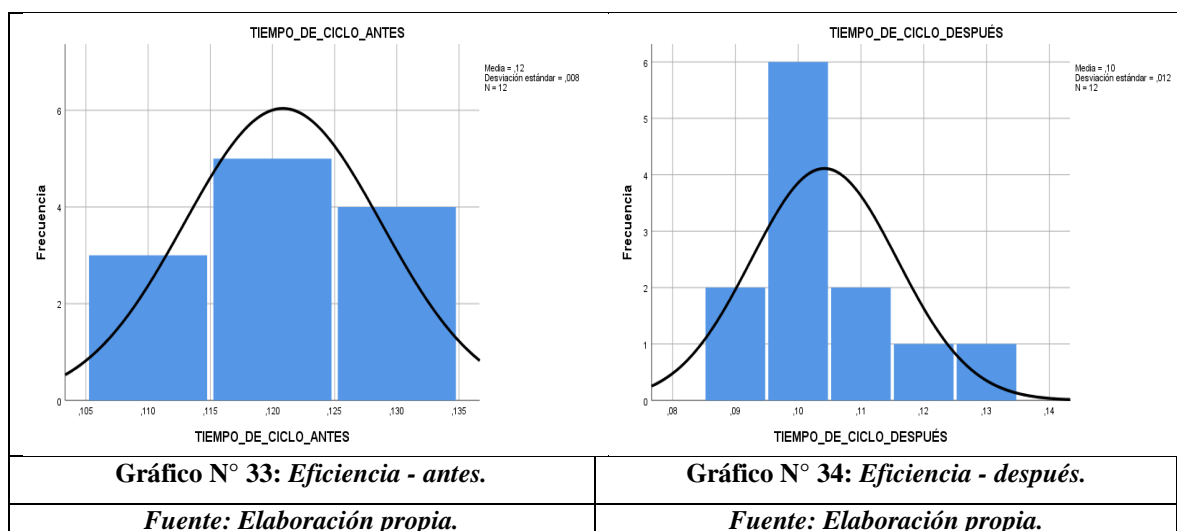 TIEMPO_DE_CICLO_ANTES
Media = ,12
Desviación estándar = ,008
N = 12
Frecuencia
6
4
2
0
,105 ,110 ,115 ,120 ,125 ,130 ,135
TIEMPO_DE_CICLO_ANTES
TIEMPO_DE_CICLO_DESPUÉS
Media = ,10
Desviación estándar = ,012
N = 12
Frecuencia
6
5
4
3
2
1
0
,08 ,09 ,10 ,11 ,12 ,13 ,14
TIEMPO_DE_CICLO_DESPUÉS
Gráfico N° 33: Eficiencia - antes.
Gráfico N° 34: Eficiencia - después.
Fuente: Elaboración propia.
Fuente: Elaboración propia.